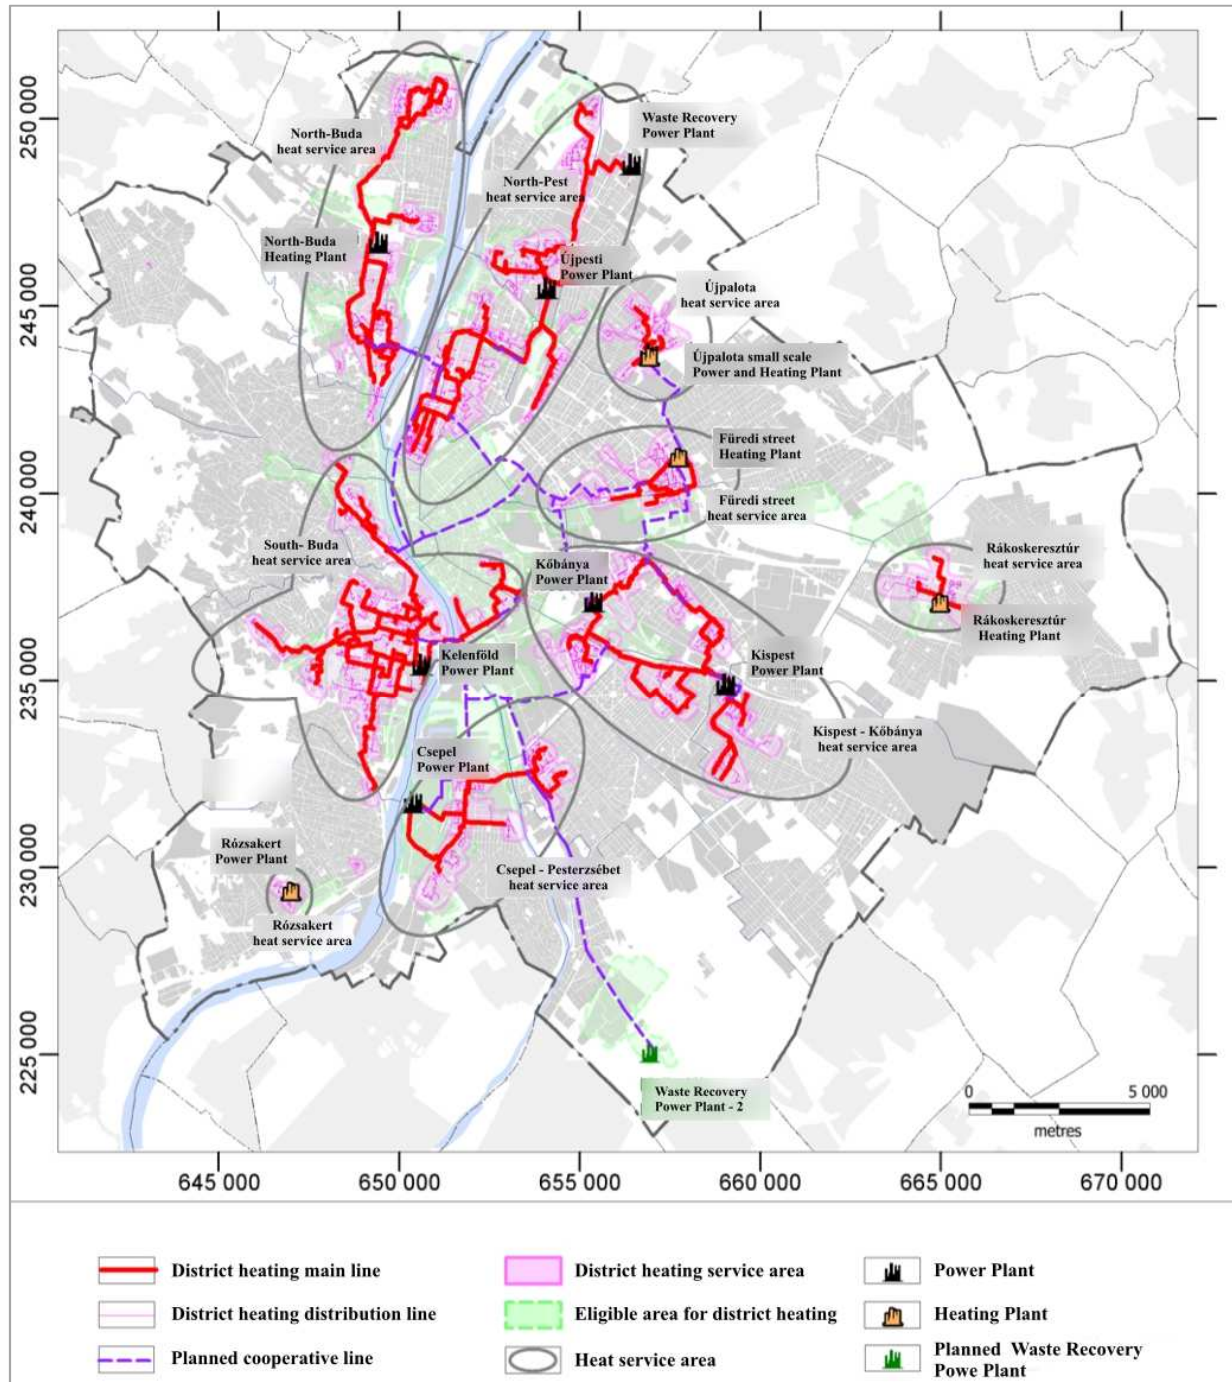 250 000
245 000
240 000
235 000
230 000
225 000
North-Buda
heat service area
Waste Recovery
Power Plant
North-Pest
heat service area
North-Buda
Heating Plant
Újpesti
Power Plant
Újpalota
heat service area
Újpalota small scale
Power and Heating Plant
Füredi street
Heating Plant
Füredi street
heat service area
South- Buda
heat service area
Kőbánya
Power Plant
Rákoskeresztúr
heat service area
Rákoskeresztúr
Heating Plant
Kelenföld
Power Plant
Kispest
Power Plant
Kispest - Kőbánya
heat service area
Csepel
Power Plant
Rózsakert
Power Plant
Csepel - Pesterzsébet
heat service area
Rózsakert
heat service area
Waste Recovery
Power Plant - 2
0 5 000
metres
645 000 650 000 655 000 660 000 665 000 670 000
District heating main line
District heating service area
Power Plant
District heating distribution line
Eligible area for district heating
Heating Plant
Planned cooperative line
Heat service area
Planned Waste Recovery
Powe Plant